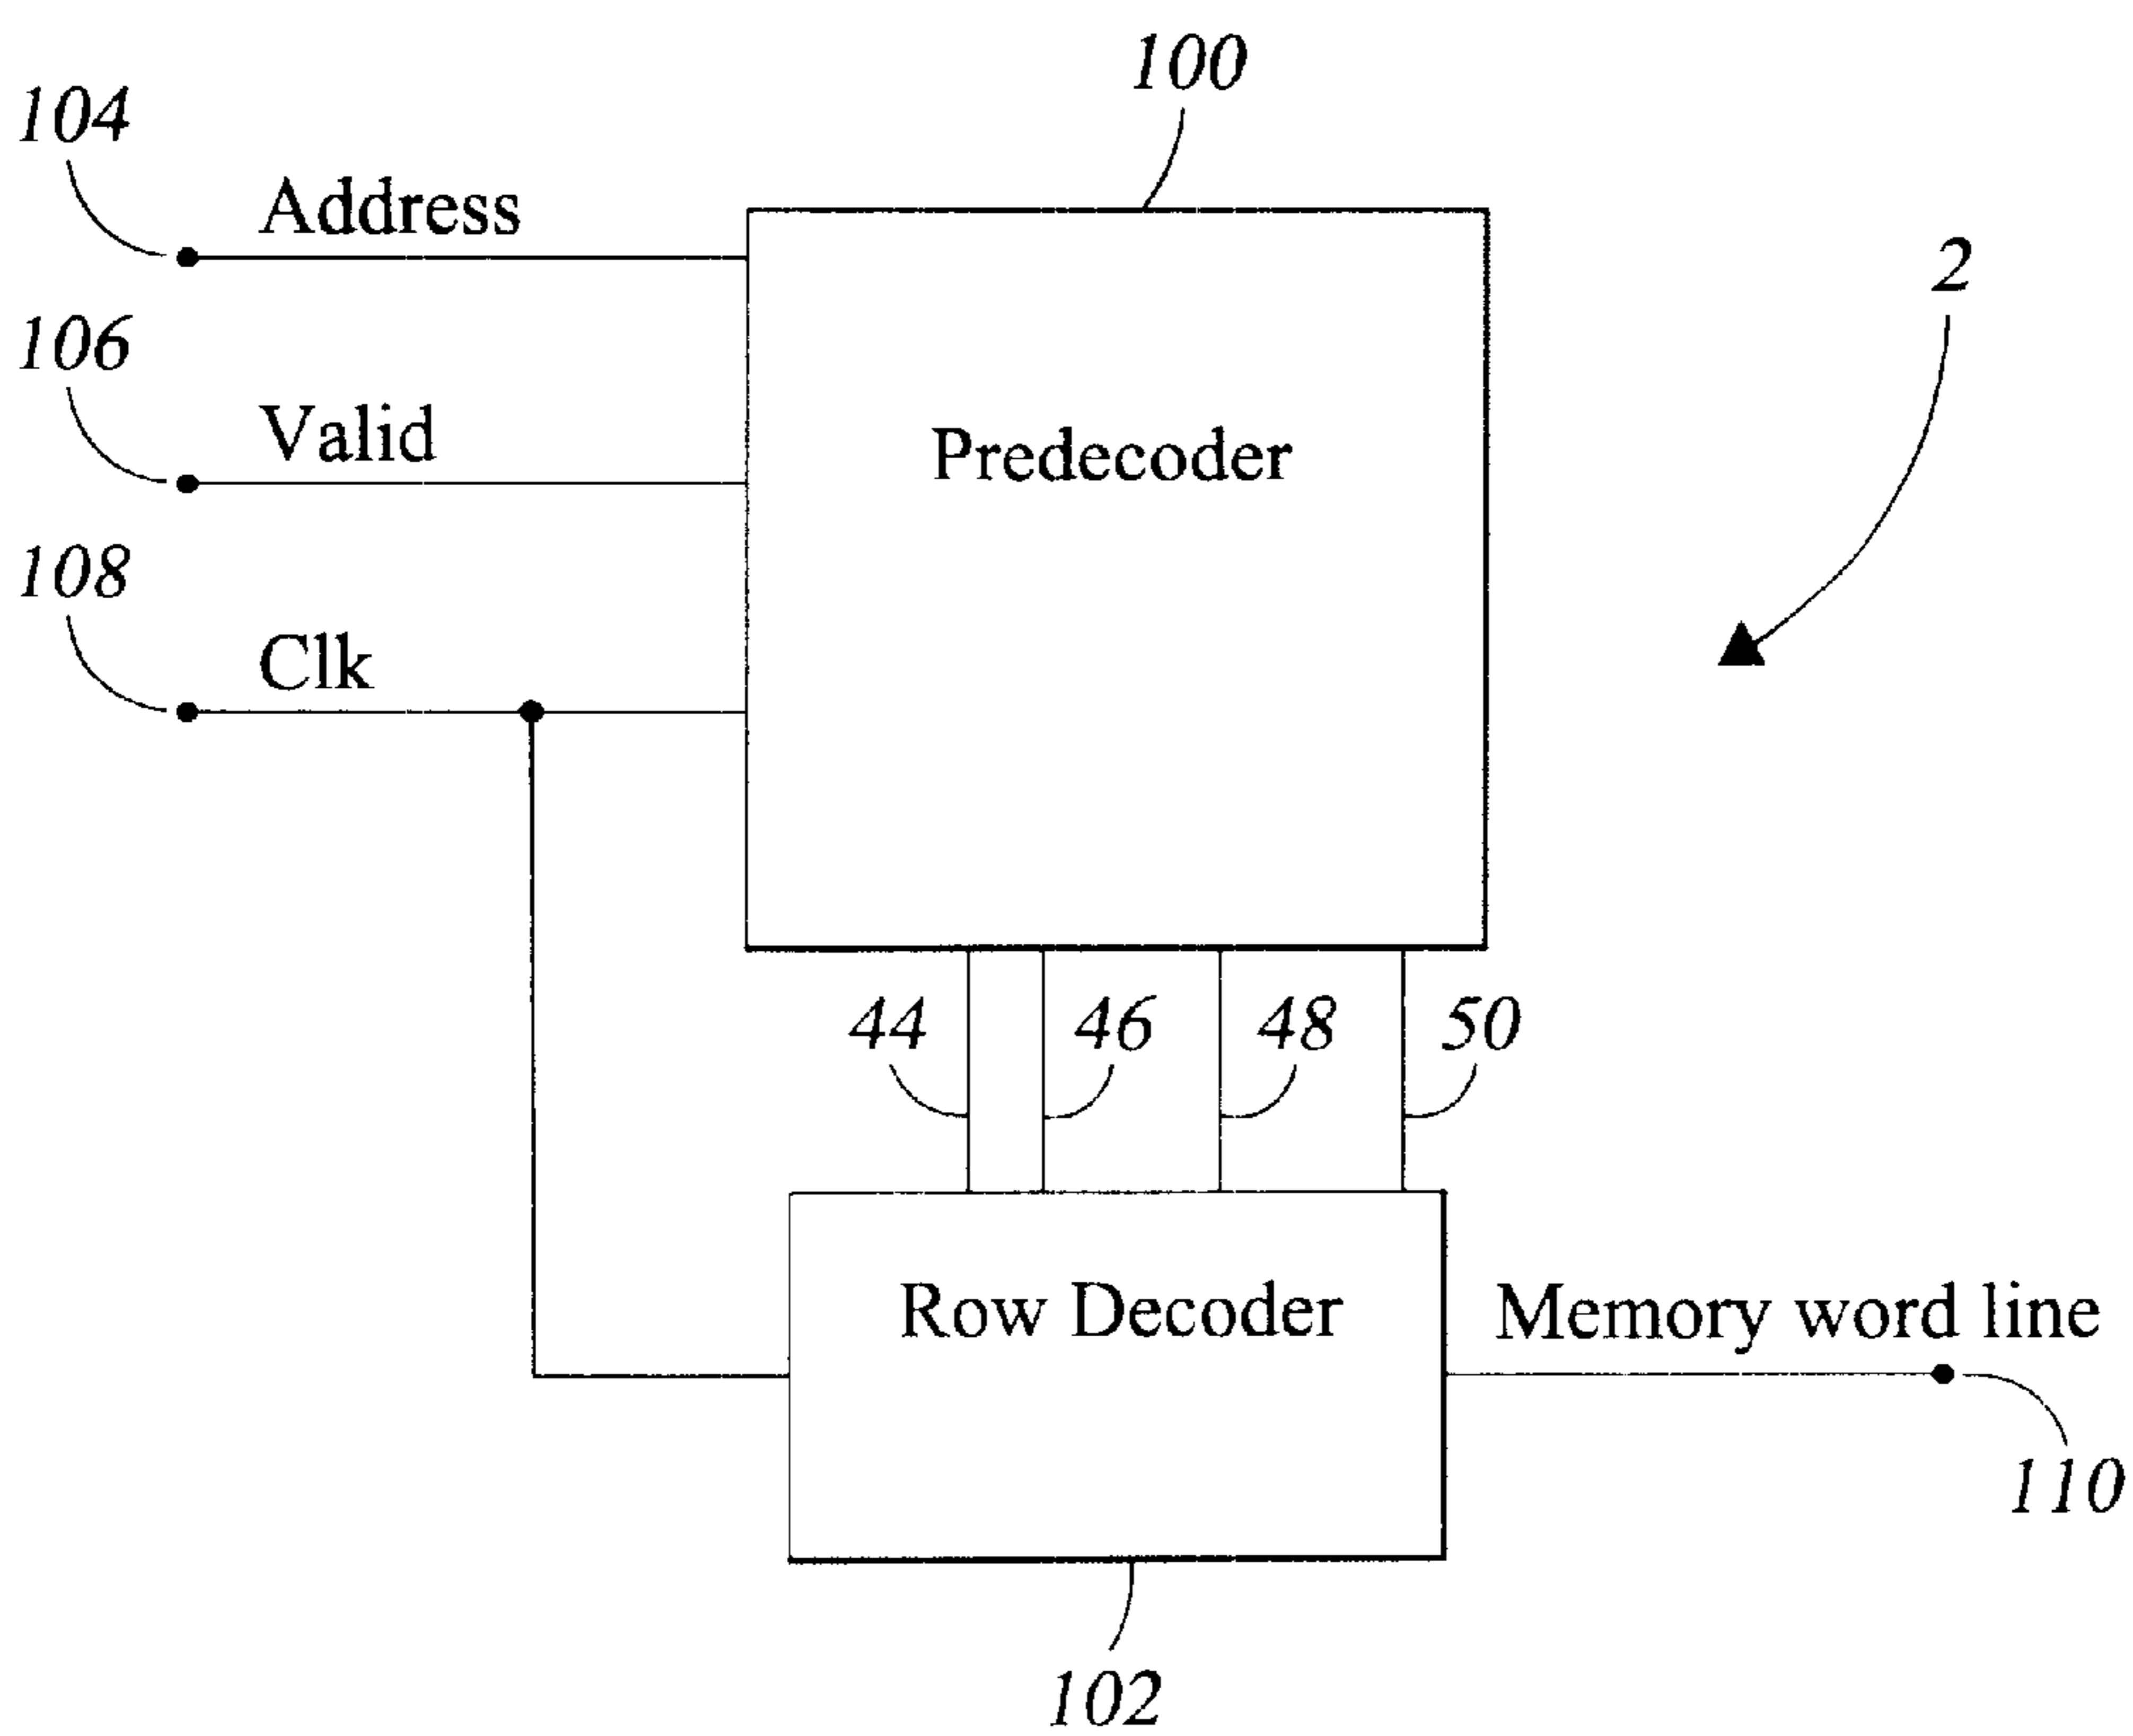 100
104
Address
2
106
Valid
Predecoder
108
Clk
44
46
48
50
Row Decoder
Memory word line
110
102